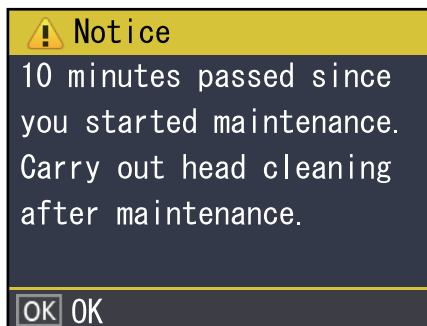 Notice
10 minutes passed since
you started maintenance.
Carry out head cleaning
after maintenance.
OK OK